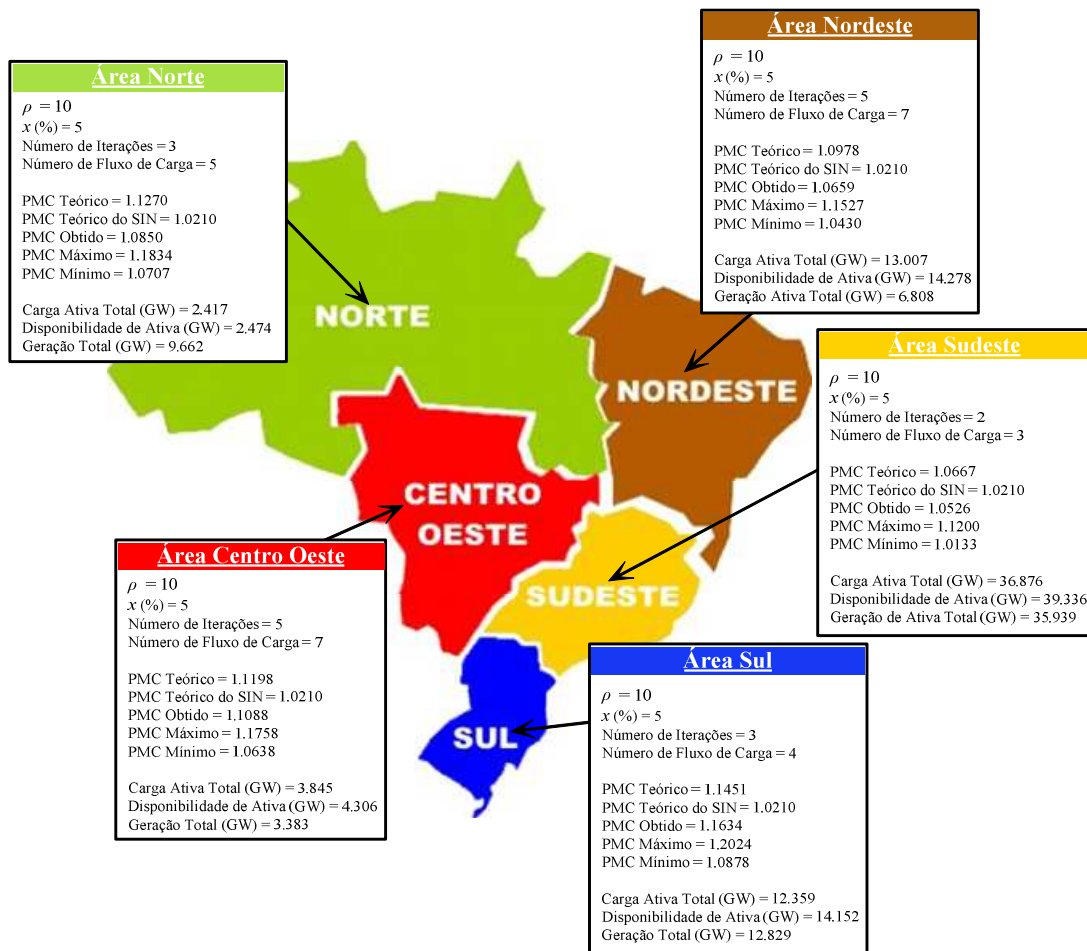 Área Nordeste
ρ = 10
x (%) = 5
Número de Iterações = 5
Número de Fluxo de Carga = 7
PMC Teórico = 1.0978
PMC Teórico do SIN = 1.0210
PMC Obtido = 1.0659
PMC Máximo = 1.1527
PMC Mínimo = 1.0430
Carga Ativa Total (GW) = 13.007
Disponibilidade de Ativa (GW) = 14.278
Geração Ativa Total (GW) = 6.808
Área Norte
ρ = 10
x (%) = 5
Número de Iterações = 3
Número de Fluxo de Carga = 5
PMC Teórico = 1.1270
PMC Teórico do SIN = 1.0210
PMC Obtido = 1.0850
PMC Máximo = 1.1834
PMC Mínimo = 1.0707
Carga Ativa Total (GW) = 2.417
Disponibilidade de Ativa (GW) = 2.474
Geração Total (GW) = 9.662
NORTE
NORDESTE
CENTRO
OESTE
SUDESTE
SUL
Área Sudeste
ρ = 10
x (%) = 5
Número de Iterações = 2
Número de Fluxo de Carga = 3
PMC Teórico = 1.0667
PMC Teórico do SIN = 1.0210
PMC Obtido = 1.0526
PMC Máximo = 1.1200
PMC Mínimo = 1.0133
Carga Ativa Total (GW) = 36.876
Disponibilidade de Ativa (GW) = 39.336
Geração de Ativa Total (GW) = 35.939
Área Centro Oeste
ρ = 10
x (%) = 5
Número de Iterações = 5
Número de Fluxo de Carga = 7
PMC Teórico = 1.1198
PMC Teórico do SIN = 1.0210
PMC Obtido = 1.1088
PMC Máximo = 1.1758
PMC Mínimo = 1.0638
Carga Ativa Total (GW) = 3.845
Disponibilidade de Ativa (GW) = 4.306
Geração Total (GW) = 3.383
Área Sul
ρ = 10
x (%) = 5
Número de Iterações = 3
Número de Fluxo de Carga = 4
PMC Teórico = 1.1451
PMC Teórico do SIN = 1.0210
PMC Obtido = 1.1634
PMC Máximo = 1.2024
PMC Mínimo = 1.0878
Carga Ativa Total (GW) = 12.359
Disponibilidade de Ativa (GW) = 14.152
Geração Total (GW) = 12.829